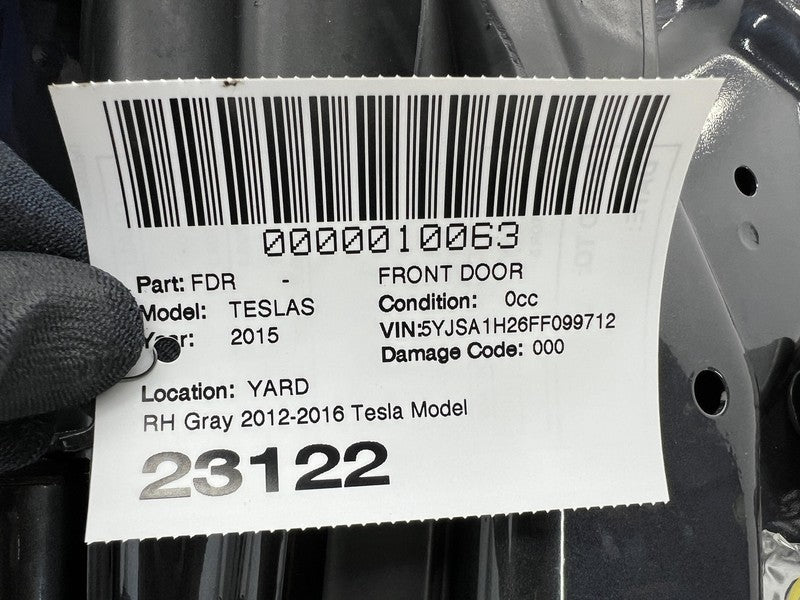 0000010063
Part: FDR - FRONT DOOR
Model: TESLAS Condition: 0cc
Year: 2015 VIN:5YJSA1H26FF099712
Damage Code: 000
Location: YARD
RH Gray 2012-2016 Tesla Model
23122